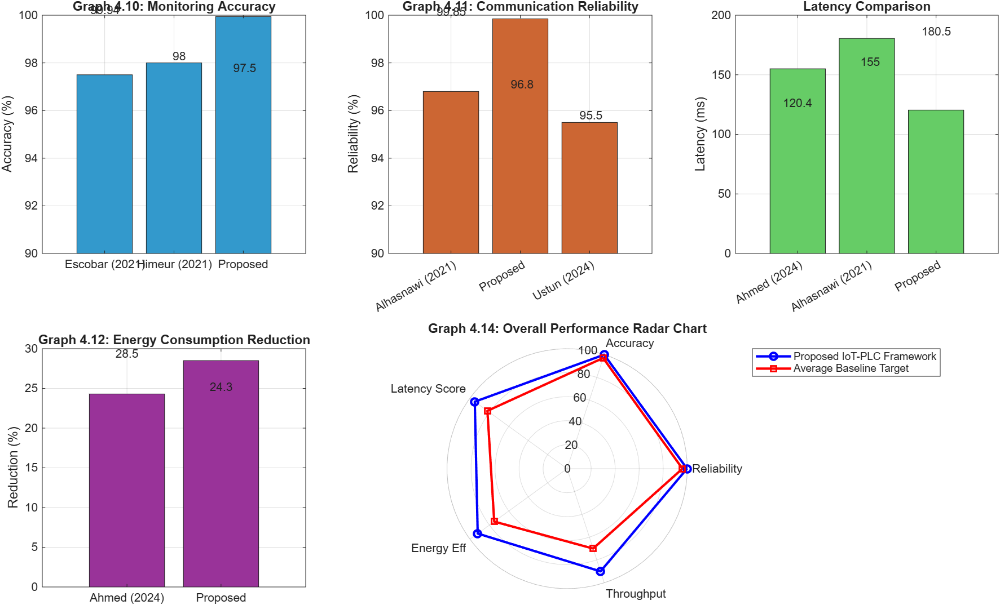 Graph 4.10: Monitoring Accuracy
99.94
98
97.5
100
98
96
94
92
90
Accuracy (%)
Escobar (2021)
Himeur (2021)
Proposed
Graph 4.11: Communication Reliability
99.85
96.8
95.5
100
98
96
94
92
90
Reliability (%)
Alhasnawi (2021)
Proposed
Ustun (2024)
Latency Comparison
180.5
155
120.4
200
150
100
50
0
Latency (ms)
Ahmed (2024)
Alhasnawi (2021)
Proposed
Graph 4.12: Energy Consumption Reduction
28.5
24.3
30
25
20
15
10
5
0
Reduction (%)
Ahmed (2024)
Proposed
Graph 4.14: Overall Performance Radar Chart
Accuracy
100
80
60
40
20
0
Latency Score
Reliability
Energy Eff
Throughput
Proposed IoT-PLC Framework
Average Baseline Target